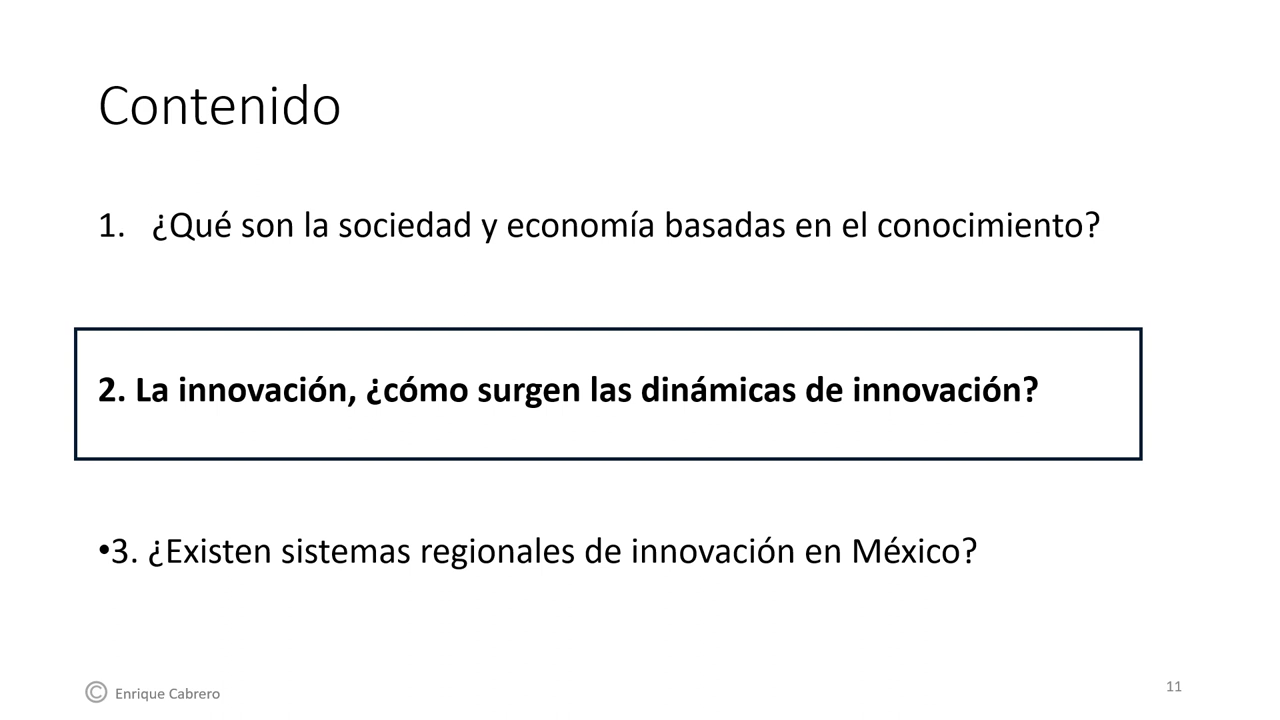 Contenido
1. ¿Qué son la sociedad y economía basadas en el conocimiento?
2. La innovación, ¿cómo surgen las dinámicas de innovación?
•3. ¿Existen sistemas regionales de innovación en México?
© Enrique Cabrero
11